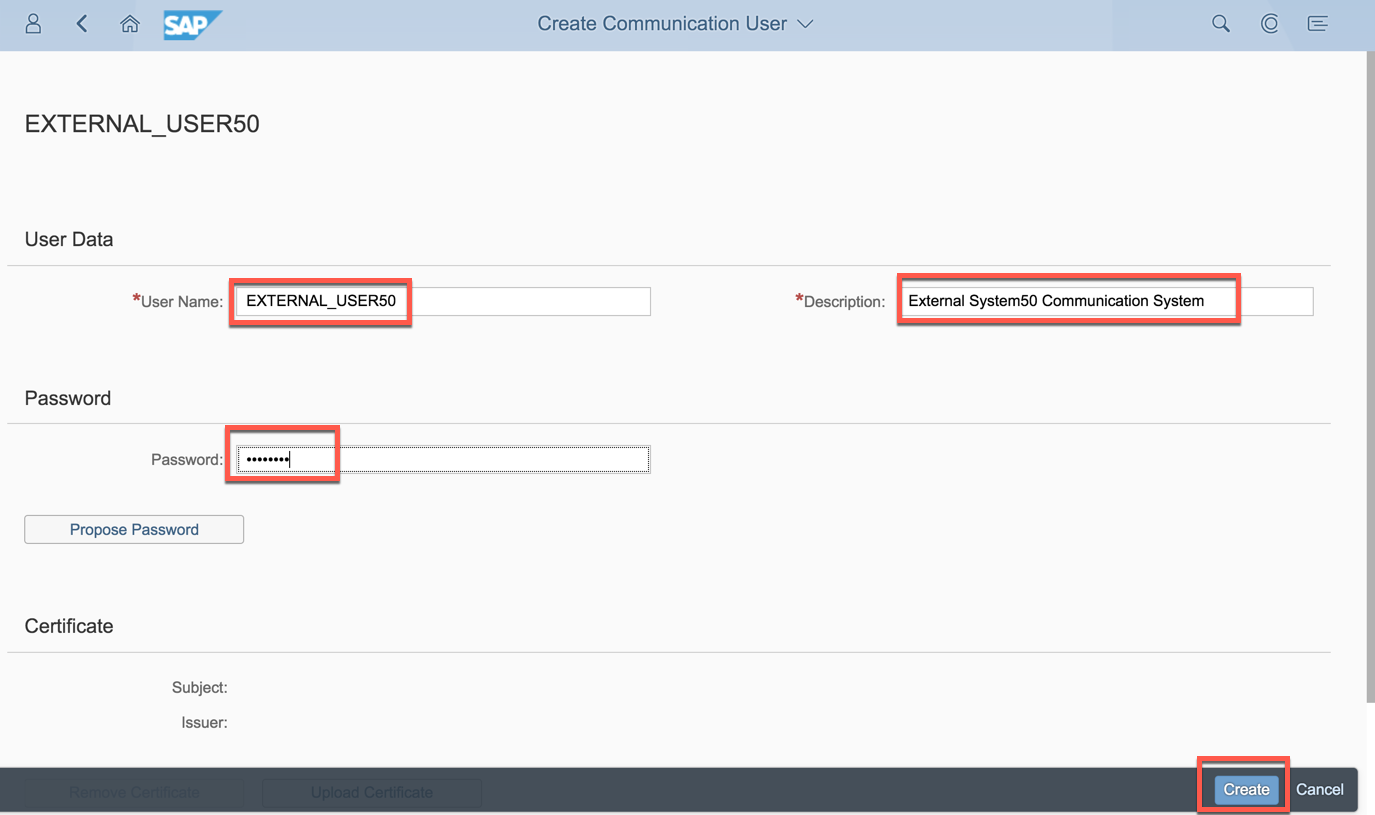 SAP
Create Communication User
EXTERNAL_USER50
User Data
*User Name: EXTERNAL_USER50
*Description: External System50 Communication System
Password
Password: ••••••••
Propose Password
Certificate
Subject:
Issuer:
Remove Certificate Upload Certificate
Create Cancel